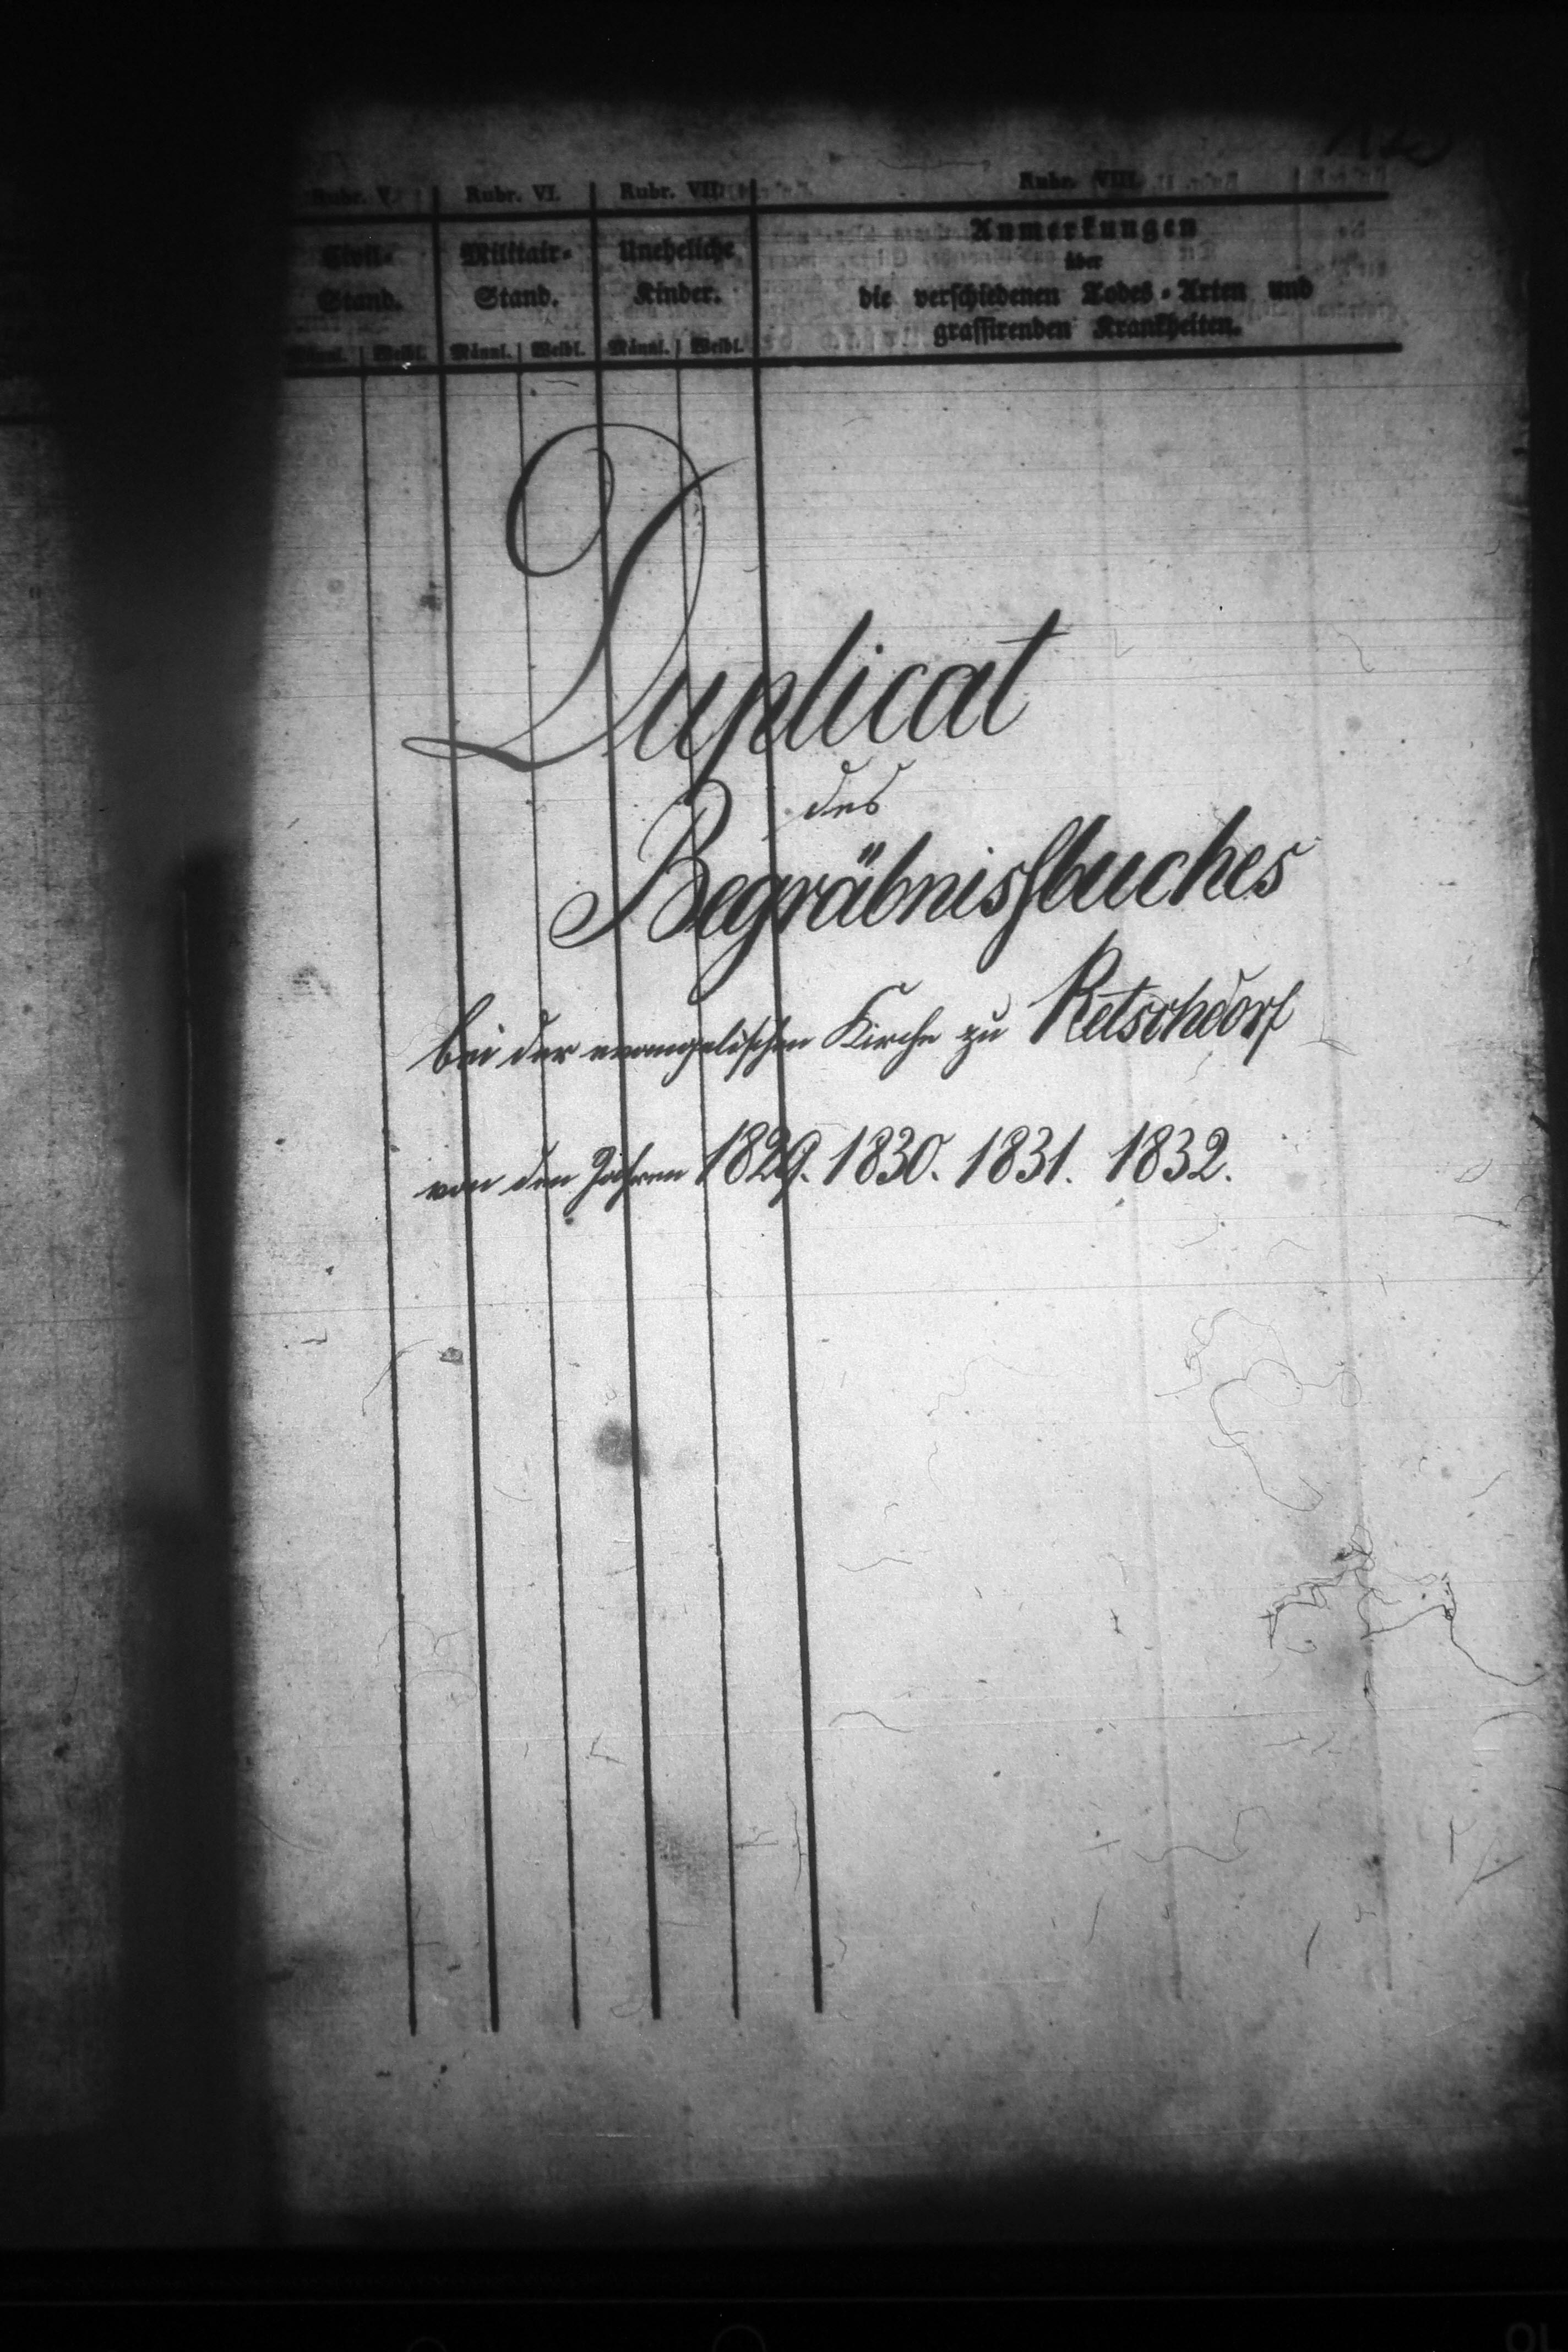 Rubr. V. Rubr. VI. Rubr. VII. Rubr. VIII.
Civil- Militair- Uneheliche Anmerkungen
über
Stand. Stand. Kinder. die verschiedenen Todes-Arten und
grassirenden Krankheiten.
Männl. Weibl. Männl. Weibl. Männl. Weibl.
Duplicat
des
Begräbnissbuches
bei der evangelischen Kirche zu Ketschdorf
von den Jahren 1829. 1830. 1831. 1832.